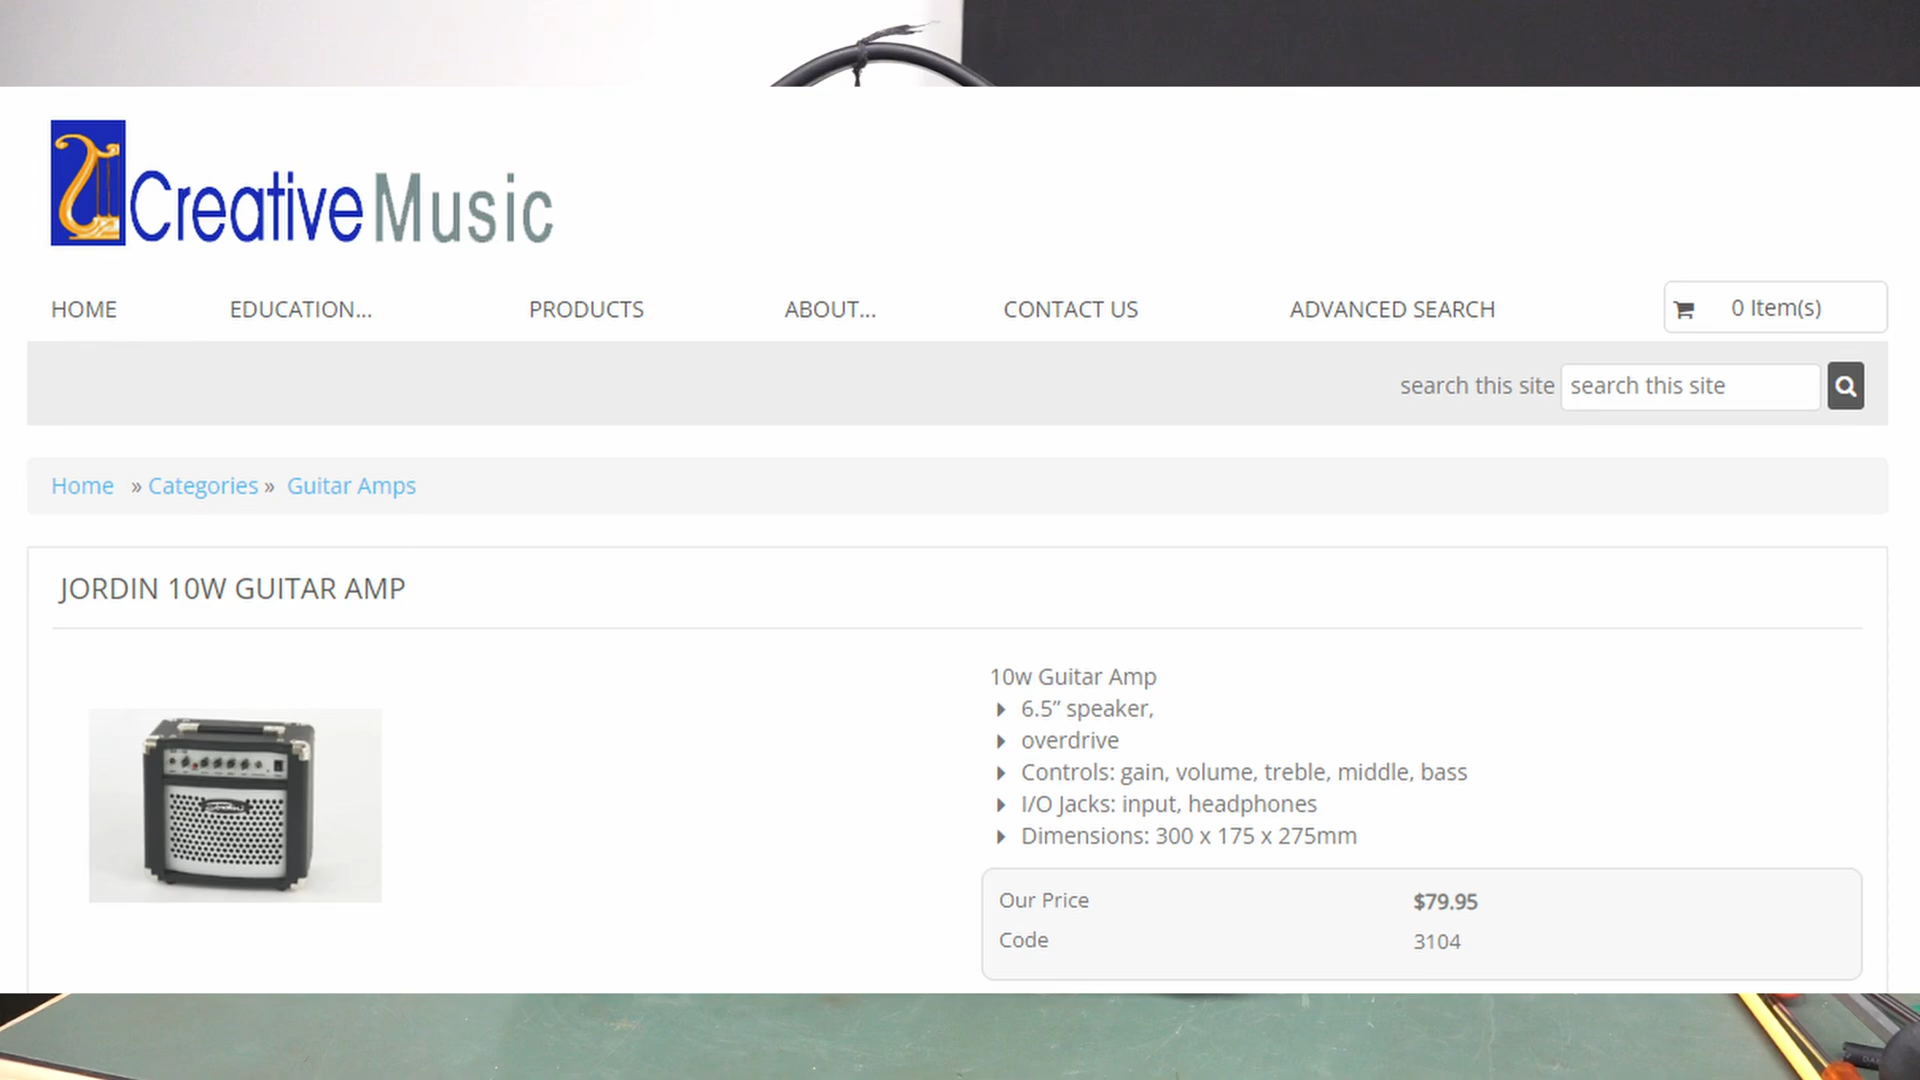 Creative Music
HOME EDUCATION... PRODUCTS ABOUT... CONTACT US ADVANCED SEARCH 0 Item(s)
search this site search this site
Home » Categories » Guitar Amps
JORDIN 10W GUITAR AMP
10w Guitar Amp
6.5” speaker,
overdrive
Controls: gain, volume, treble, middle, bass
I/O Jacks: input, headphones
Dimensions: 300 x 175 x 275mm
Our Price $79.95
Code 3104